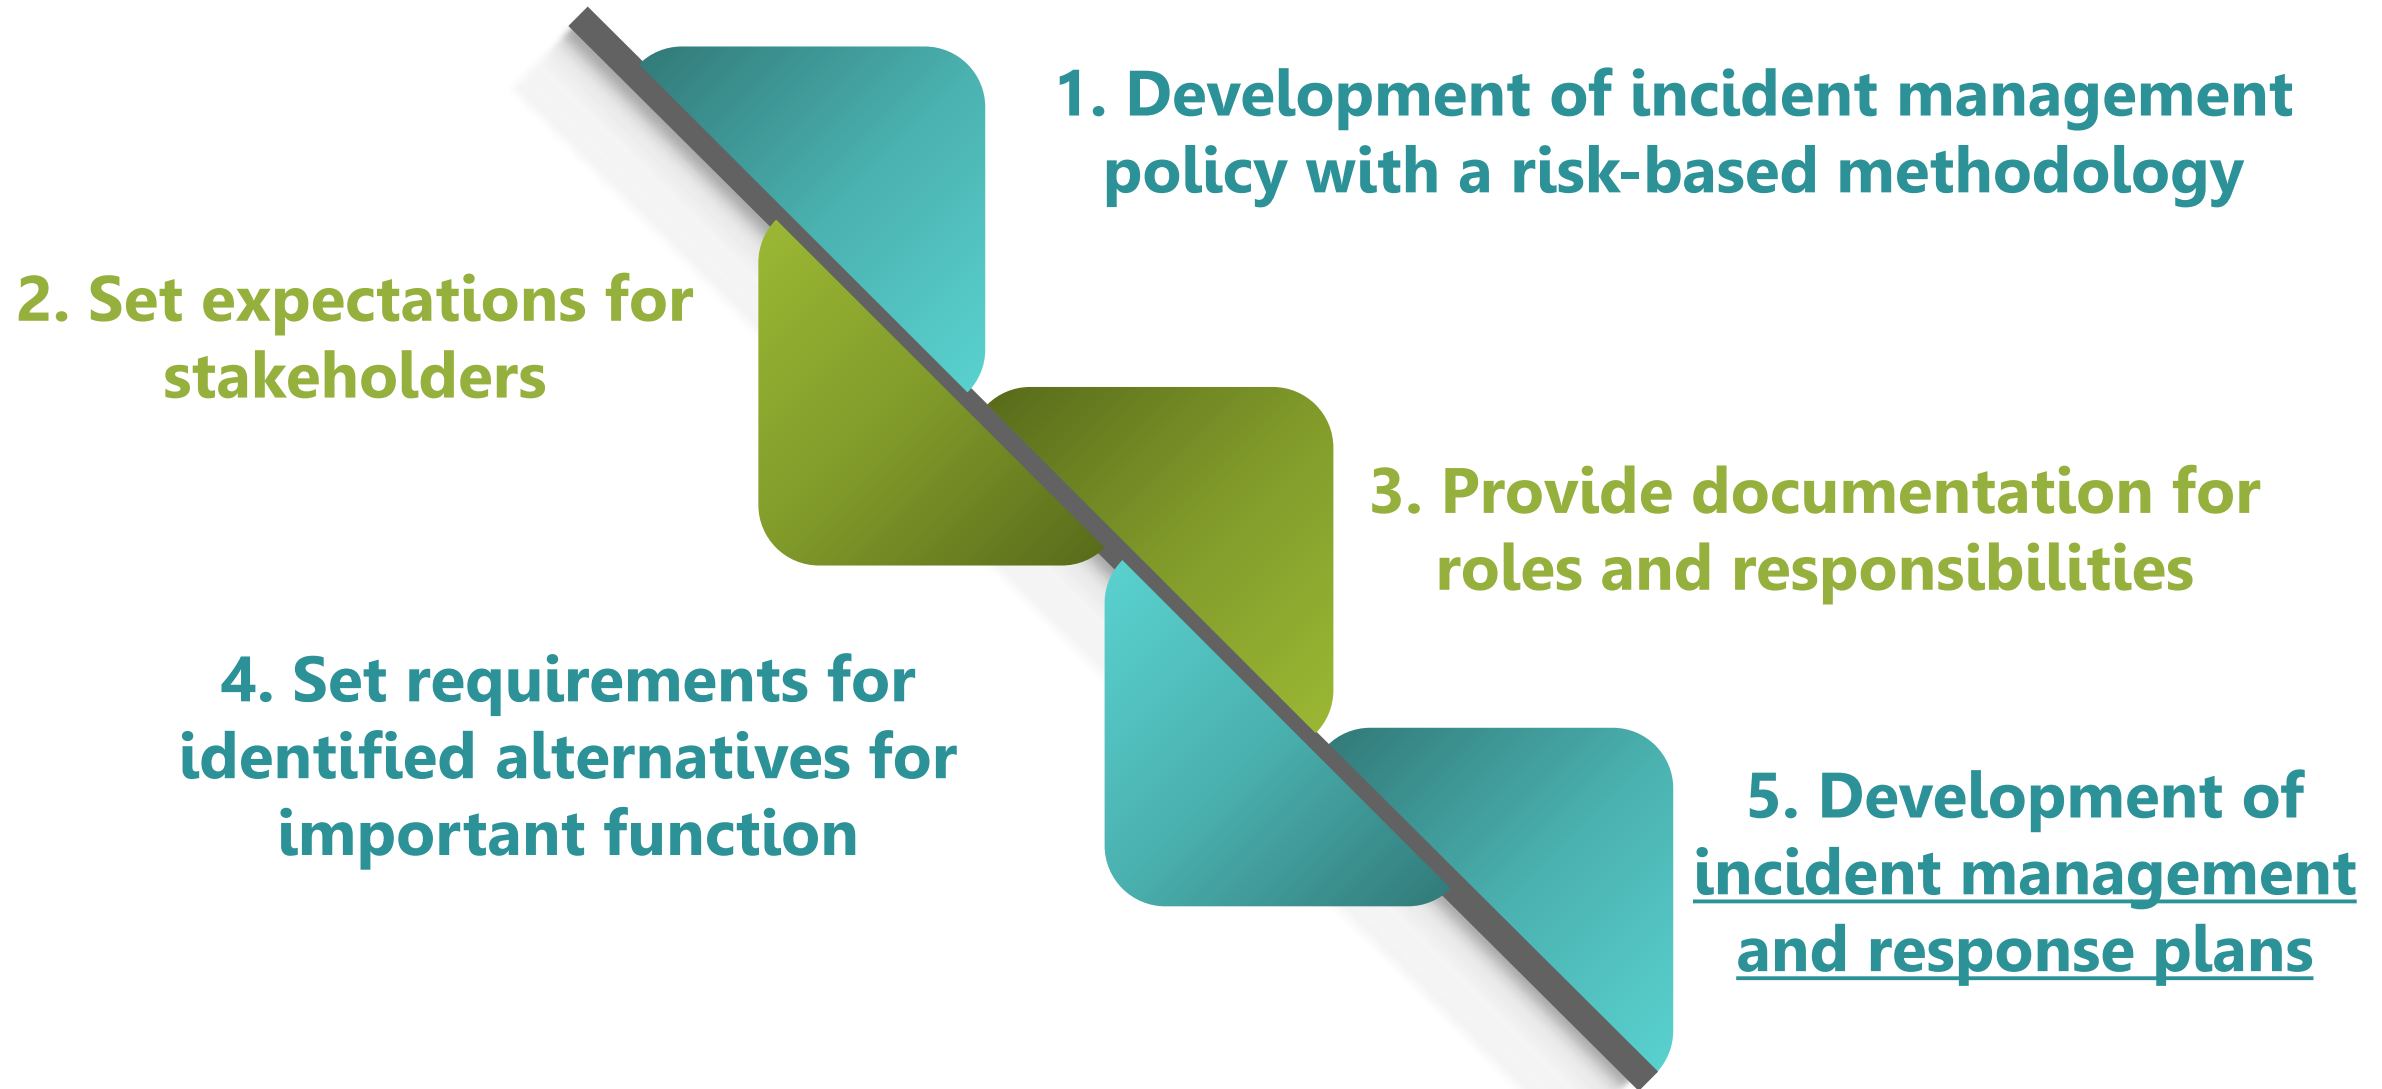 1. Development of incident management
policy with a risk-based methodology
2. Set expectations for
stakeholders
3. Provide documentation for
roles and responsibilities
4. Set requirements for
identified alternatives for
important function
5. Development of
incident management
and response plans